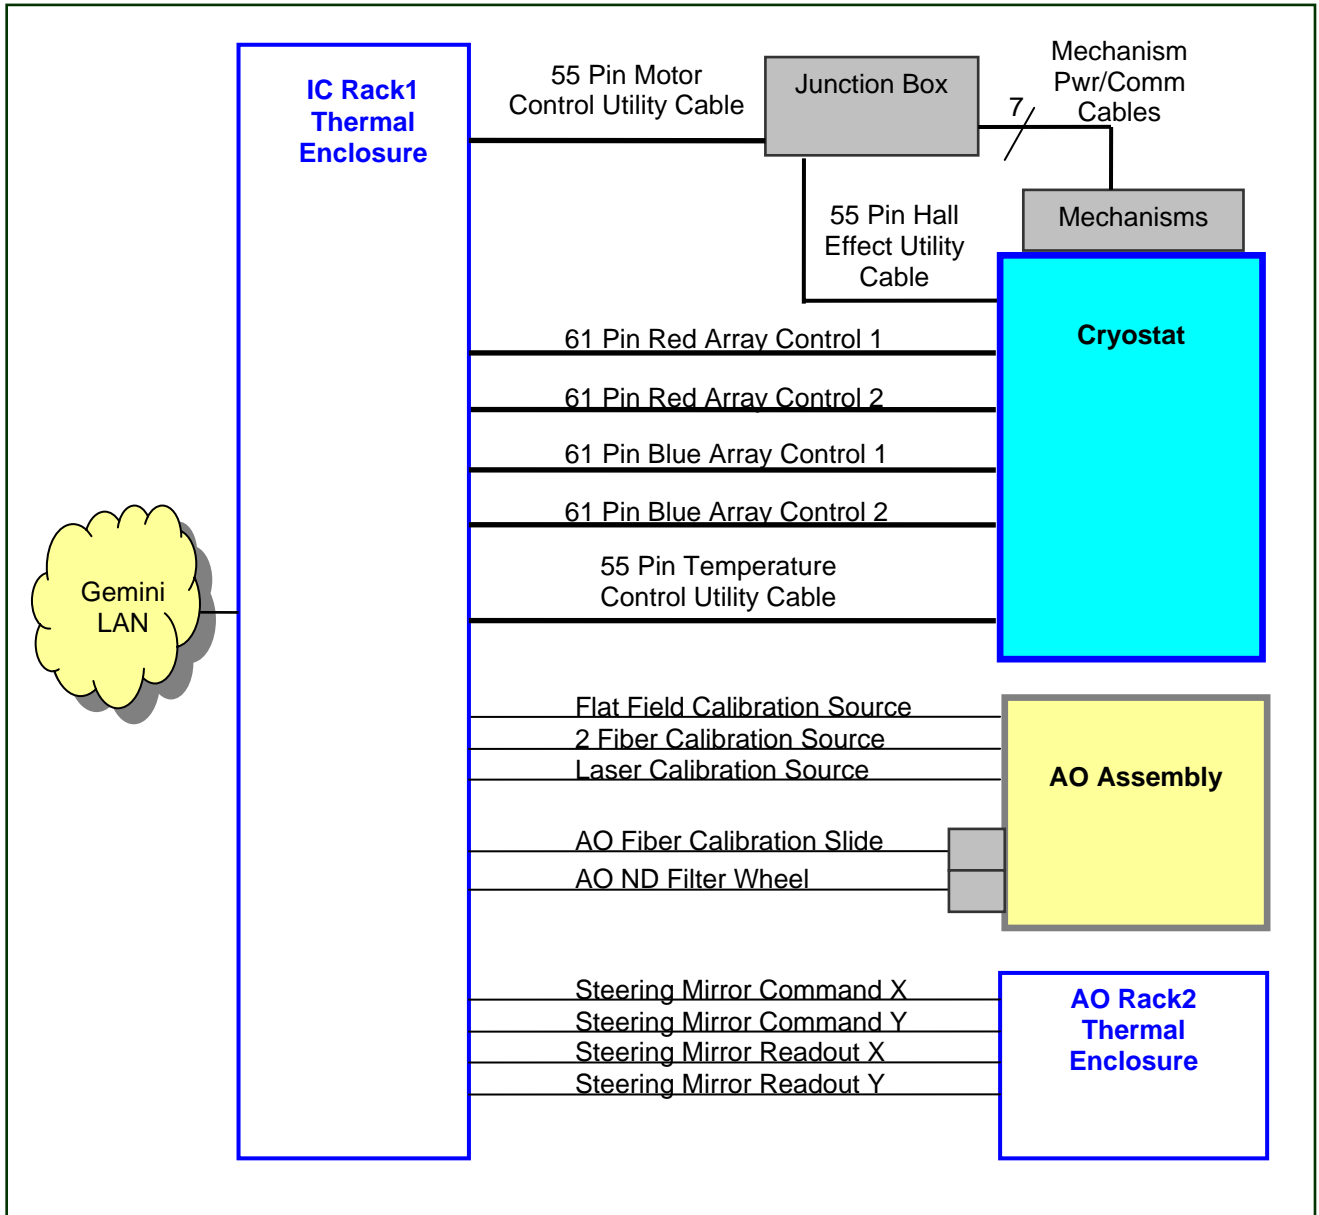 IC Rack1
Thermal
Enclosure
55 Pin Motor
Control Utility Cable
Junction Box
Mechanism
Pwr/Comm
Cables
7
Mechanisms
55 Pin Hall
Effect Utility
Cable
Cryostat
61 Pin Red Array Control 1
61 Pin Red Array Control 2
61 Pin Blue Array Control 1
61 Pin Blue Array Control 2
55 Pin Temperature
Control Utility Cable
Gemini
LAN
Flat Field Calibration Source
2 Fiber Calibration Source
Laser Calibration Source
AO Assembly
AO Fiber Calibration Slide
AO ND Filter Wheel
Steering Mirror Command X
Steering Mirror Command Y
Steering Mirror Readout X
Steering Mirror Readout Y
AO Rack2
Thermal
Enclosure